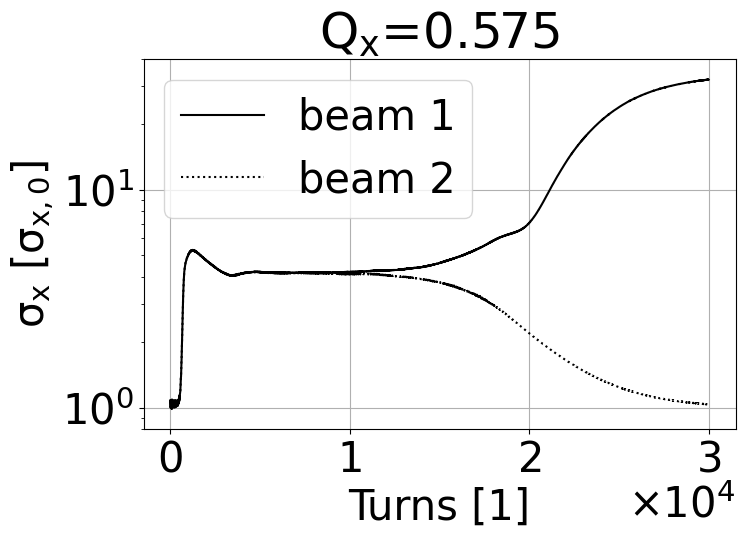 Qₓ=0.575
beam 1
beam 2
σₓ [σₓ,₀]
10¹
10⁰
0 1 2 3
Turns [1] ×10⁴